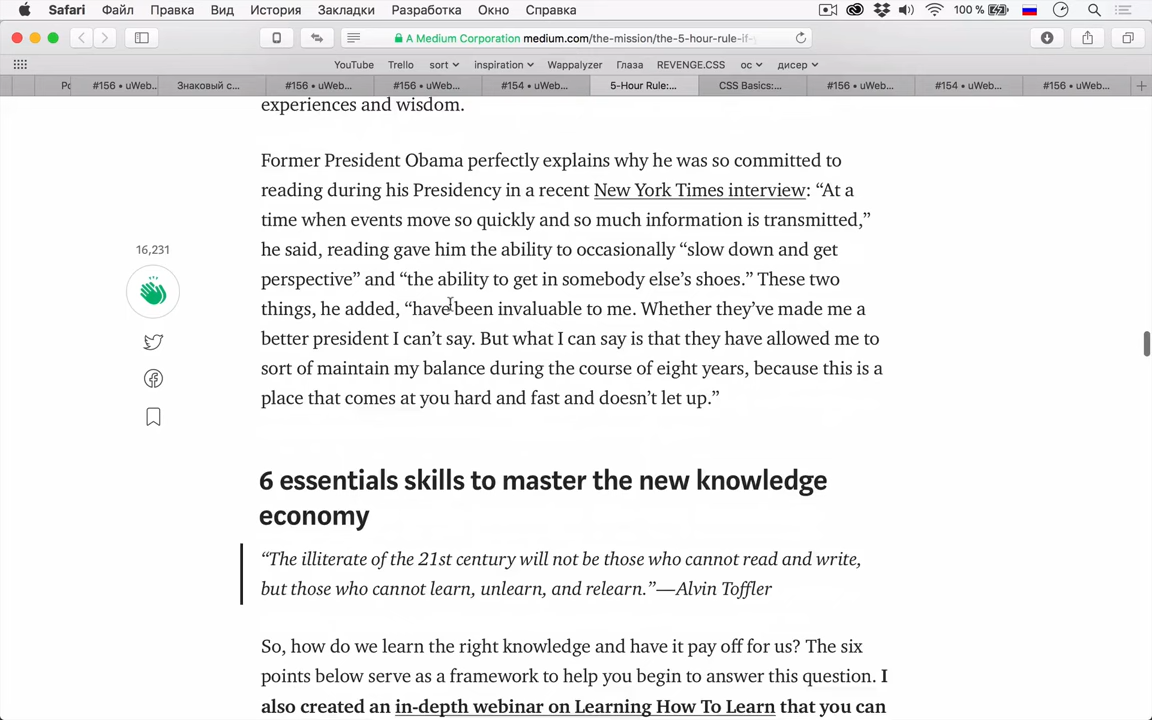 Safari Файл Правка Вид История Закладки Разработка Окно Справка 100 %
A Medium Corporation medium.com/the-mission/the-5-hour-rule-if-
YouTube Trello sort inspiration Wappalyzer Глаза REVENGE.CSS ос дисер
Рс #156 • uWeb... Знаковый с... #156 • uWeb... #156 • uWeb... #154 • uWeb... 5-Hour Rule:... CSS Basics:... #156 • uWeb... #154 • uWeb... #156 • uWeb...
experiences and wisdom.
Former President Obama perfectly explains why he was so committed to
reading during his Presidency in a recent New York Times interview: “At a
time when events move so quickly and so much information is transmitted,”
he said, reading gave him the ability to occasionally “slow down and get
perspective” and “the ability to get in somebody else’s shoes.” These two
things, he added, “have been invaluable to me. Whether they’ve made me a
better president I can’t say. But what I can say is that they have allowed me to
sort of maintain my balance during the course of eight years, because this is a
place that comes at you hard and fast and doesn’t let up.”
16,231
6 essentials skills to master the new knowledge
economy
“The illiterate of the 21st century will not be those who cannot read and write,
but those who cannot learn, unlearn, and relearn.”—Alvin Toffler
So, how do we learn the right knowledge and have it pay off for us? The six
points below serve as a framework to help you begin to answer this question. I
also created an in-depth webinar on Learning How To Learn that you can